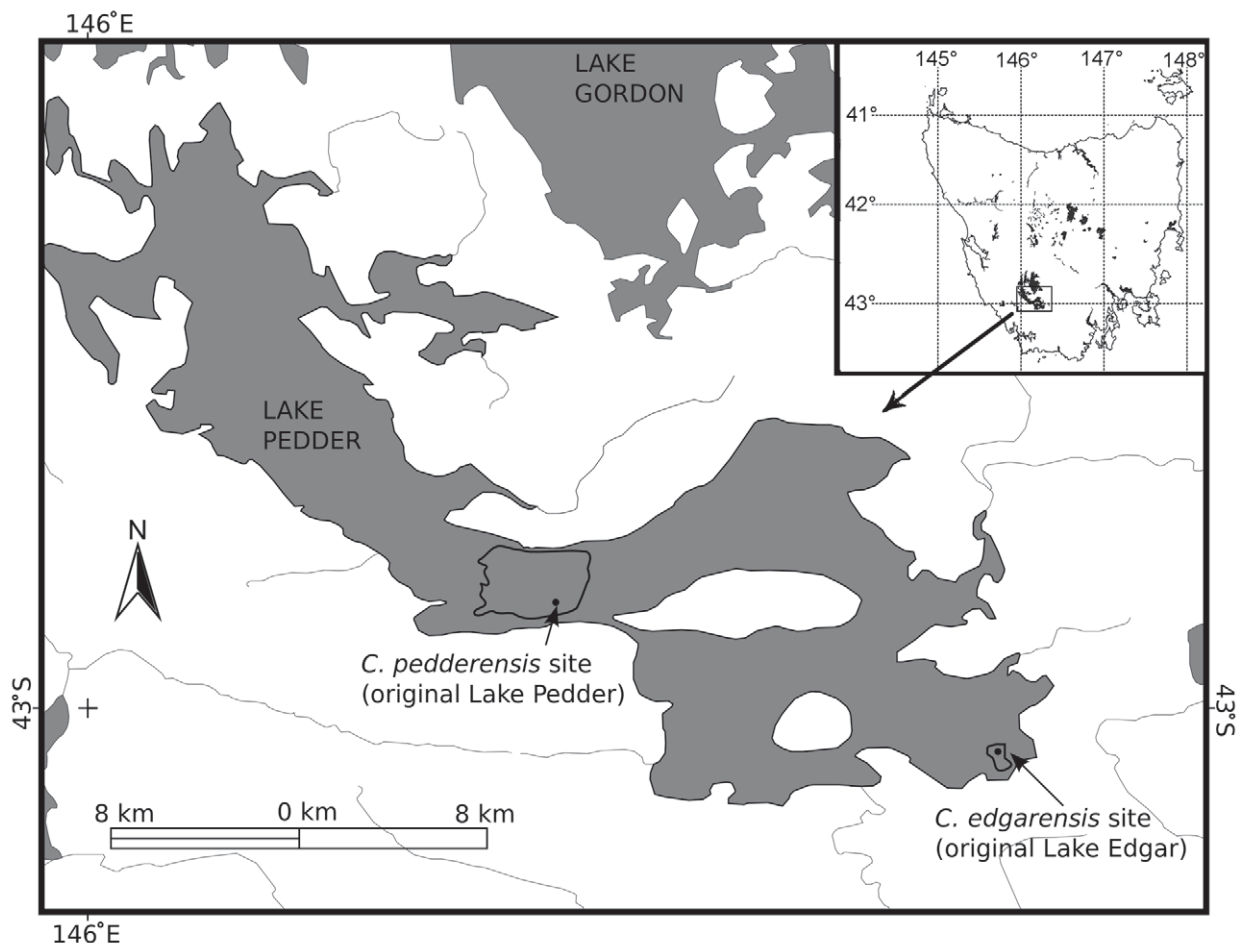 146°E
LAKE
GORDON
145°
146°
147°
148°
41°
42°
43°
LAKE
PEDDER
N
C. pedderensis site
(original Lake Pedder)
43°S
43°S
8 km
0 km
8 km
C. edgarensis site
(original Lake Edgar)
146°E